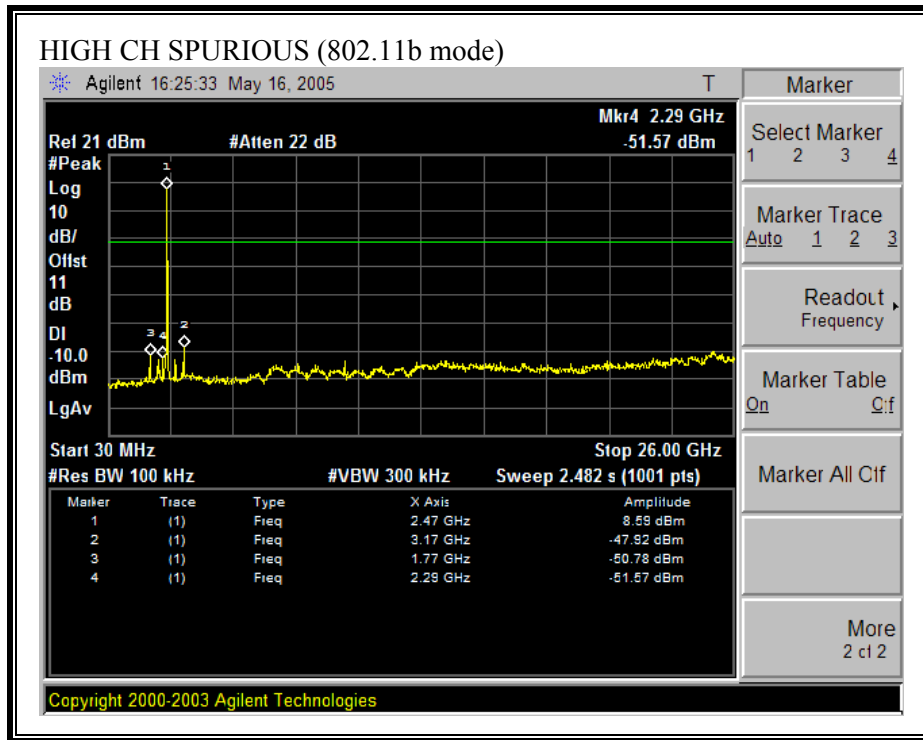 HIGH CH SPURIOUS (802.11b mode)
Agilent 16:25:33 May 16, 2005 T
Mkr4 2.29 GHz
Ref 21 dBm #Atten 22 dB -51.57 dBm
#Peak
Log
10
dB/
Offst
11
dB
DI
-10.0
dBm
LgAv
1
3 4 2
Start 30 MHz Stop 26.00 GHz
#Res BW 100 kHz #VBW 300 kHz Sweep 2.482 s (1001 pts)
Marker Trace Type X Axis Amplitude
1 (1) Freq 2.47 GHz 8.59 dBm
2 (1) Freq 3.17 GHz -47.92 dBm
3 (1) Freq 1.77 GHz -50.78 dBm
4 (1) Freq 2.29 GHz -51.57 dBm
Copyright 2000-2003 Agilent Technologies
Marker
Select Marker
1 2 3 4
Marker Trace
Auto 1 2 3
Readout
Frequency
Marker Table
On Off
Marker All Off
More
2 of 2